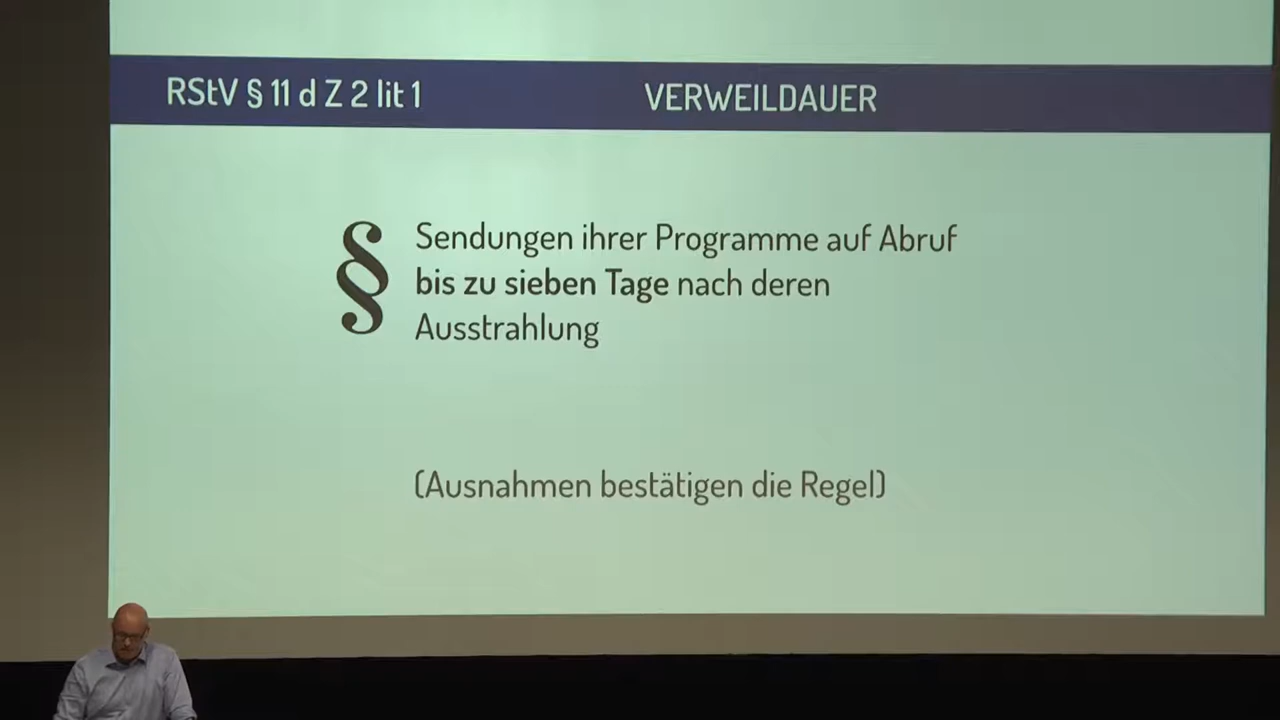 RStV § 11 d Z 2 lit 1
VERWEILDAUER
§
Sendungen ihrer Programme auf Abruf
bis zu sieben Tage nach deren
Ausstrahlung
(Ausnahmen bestätigen die Regel)